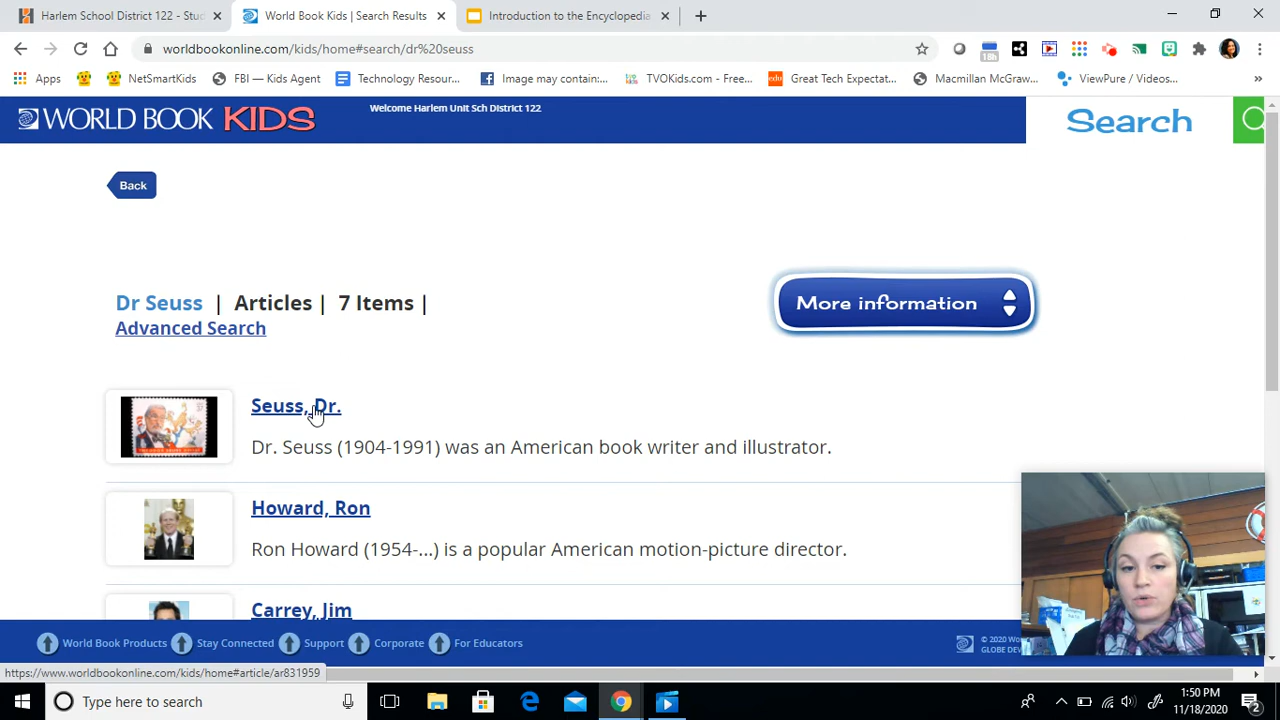 Harlem School District 122 - Stud
World Book Kids | Search Results
Introduction to the Encyclopedia
worldbookonline.com/kids/home#search/dr%20seuss
18h
Apps
NetSmartKids
FBI — Kids Agent
Technology Resour...
Image may contain:...
TVOKids.com - Free...
edu
Great Tech Expectat...
Macmillan McGraw...
ViewPure / Videos...
WORLD BOOK KIDS
Welcome Harlem Unit Sch District 122
Search
Back
Dr Seuss | Articles | 7 Items |
Advanced Search
More information
Seuss, Dr.
Dr. Seuss (1904-1991) was an American book writer and illustrator.
Howard, Ron
Ron Howard (1954-...) is a popular American motion-picture director.
Carrey, Jim
World Book Products
Stay Connected
Support
Corporate
For Educators
© 2020 Wor
GLOBE DEV
https://www.worldbookonline.com/kids/home#article/ar831959
Type here to search
1:50 PM
11/18/2020
2